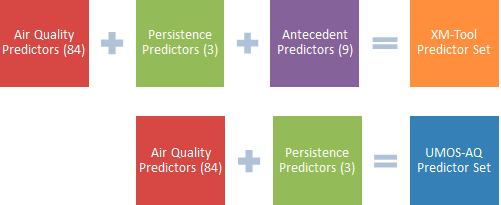 Air Quality
Predictors (84)
Persistence
Predictors (3)
Antecedent
Predictors (9)
XM-Tool
Predictor Set
Air Quality
Predictors (84)
Persistence
Predictors (3)
UMOS-AQ
Predictor Set